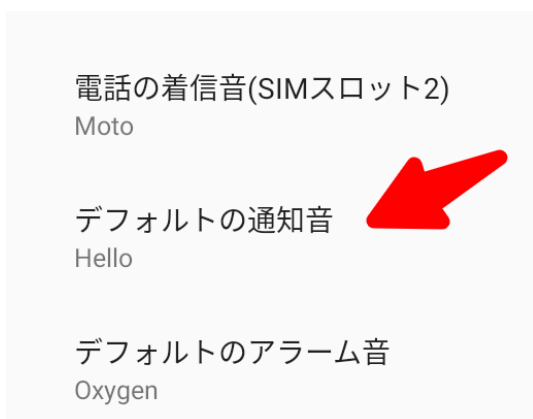 電話の着信音(SIMスロット2)
Moto
デフォルトの通知音
Hello
デフォルトのアラーム音
Oxygen